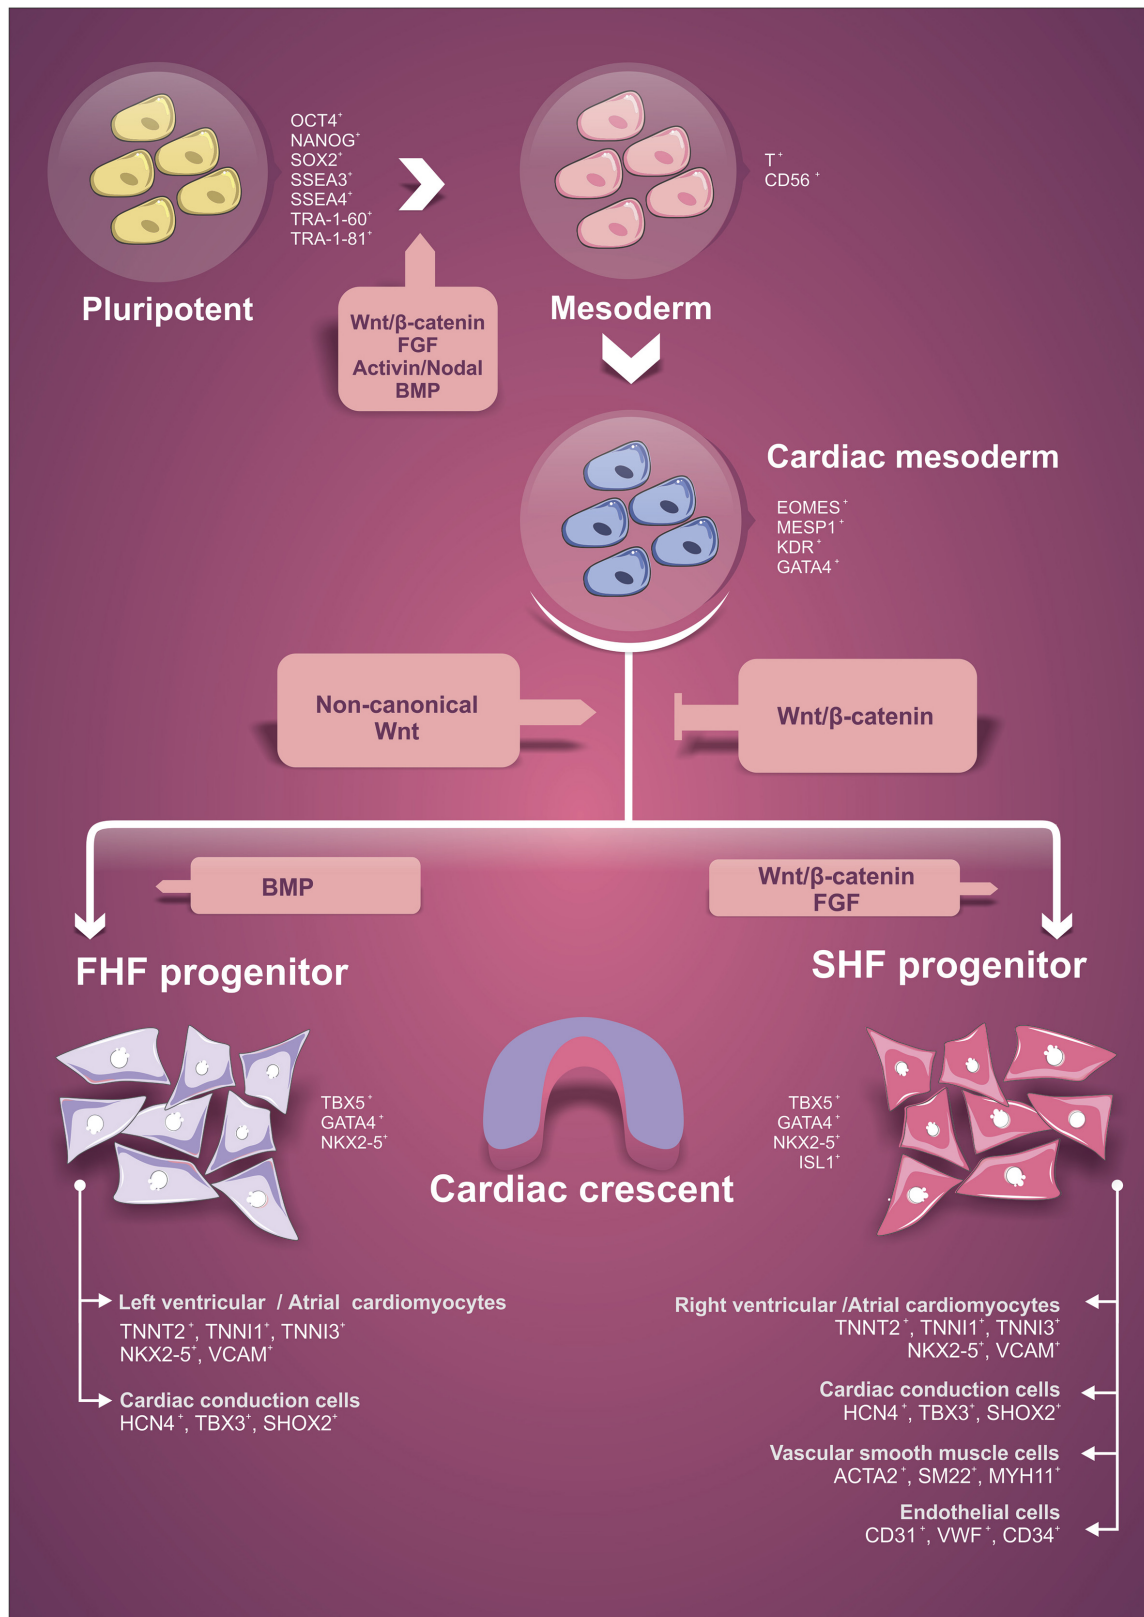 OCT4+
NANOG+
SOX2+
SSEA3+
SSEA4+
TRA-1-60+
TRA-1-81+
Pluripotent
Wnt/β-catenin
FGF
Activin/Nodal
BMP
T+
CD56 +
Mesoderm
Cardiac mesoderm
EOMES+
MESP1+
KDR+
GATA4+
Non-canonical
Wnt
Wnt/β-catenin
BMP
Wnt/β-catenin
FGF
FHF progenitor
SHF progenitor
TBX5+
GATA4+
NKX2-5+
TBX5+
GATA4+
NKX2-5+
ISL1+
Cardiac crescent
Left ventricular / Atrial cardiomyocytes
TNNT2+, TNNI1+, TNNI3+
NKX2-5+, VCAM+
Cardiac conduction cells
HCN4+, TBX3+, SHOX2+
Right ventricular /Atrial cardiomyocytes
TNNT2+, TNNI1+, TNNI3+
NKX2-5+, VCAM+
Cardiac conduction cells
HCN4+, TBX3+, SHOX2+
Vascular smooth muscle cells
ACTA2+, SM22+, MYH11+
Endothelial cells
CD31+, VWF+, CD34+